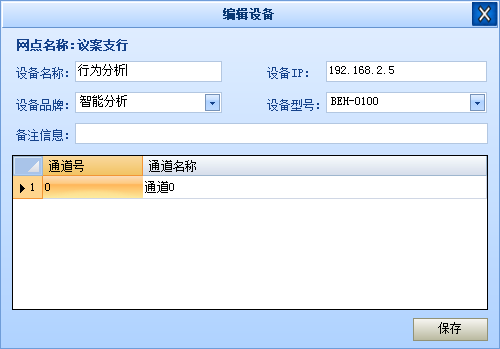 编辑设备
网点名称:议案支行
设备名称: 行为分析 设备IP: 192.168.2.5
设备品牌: 智能分析 设备型号: BEH-0100
备注信息:
通道号 通道名称
1 0 通道0
保存